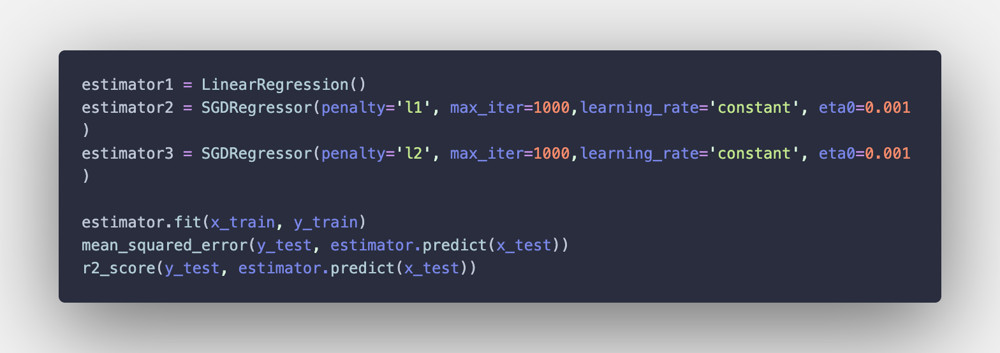 estimator1 = LinearRegression()
estimator2 = SGDRegressor(penalty='l1', max_iter=1000,learning_rate='constant', eta0=0.001
)
estimator3 = SGDRegressor(penalty='l2', max_iter=1000,learning_rate='constant', eta0=0.001
)
estimator.fit(x_train, y_train)
mean_squared_error(y_test, estimator.predict(x_test))
r2_score(y_test, estimator.predict(x_test))